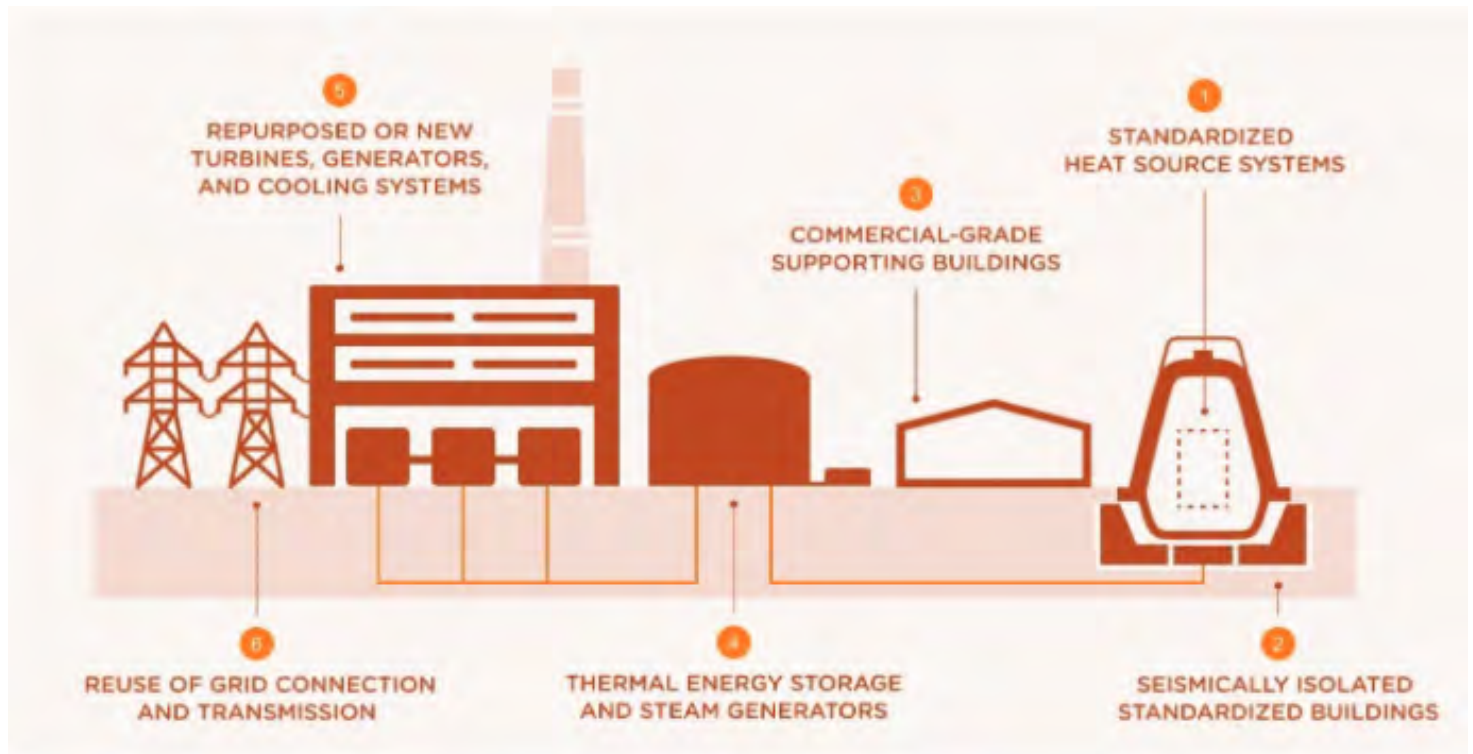 5
REPURPOSED OR NEW
TURBINES, GENERATORS,
AND COOLING SYSTEMS
1
STANDARDIZED
HEAT SOURCE SYSTEMS
3
COMMERCIAL-GRADE
SUPPORTING BUILDINGS
6
REUSE OF GRID CONNECTION
AND TRANSMISSION
4
THERMAL ENERGY STORAGE
AND STEAM GENERATORS
2
SEISMICALLY ISOLATED
STANDARDIZED BUILDINGS